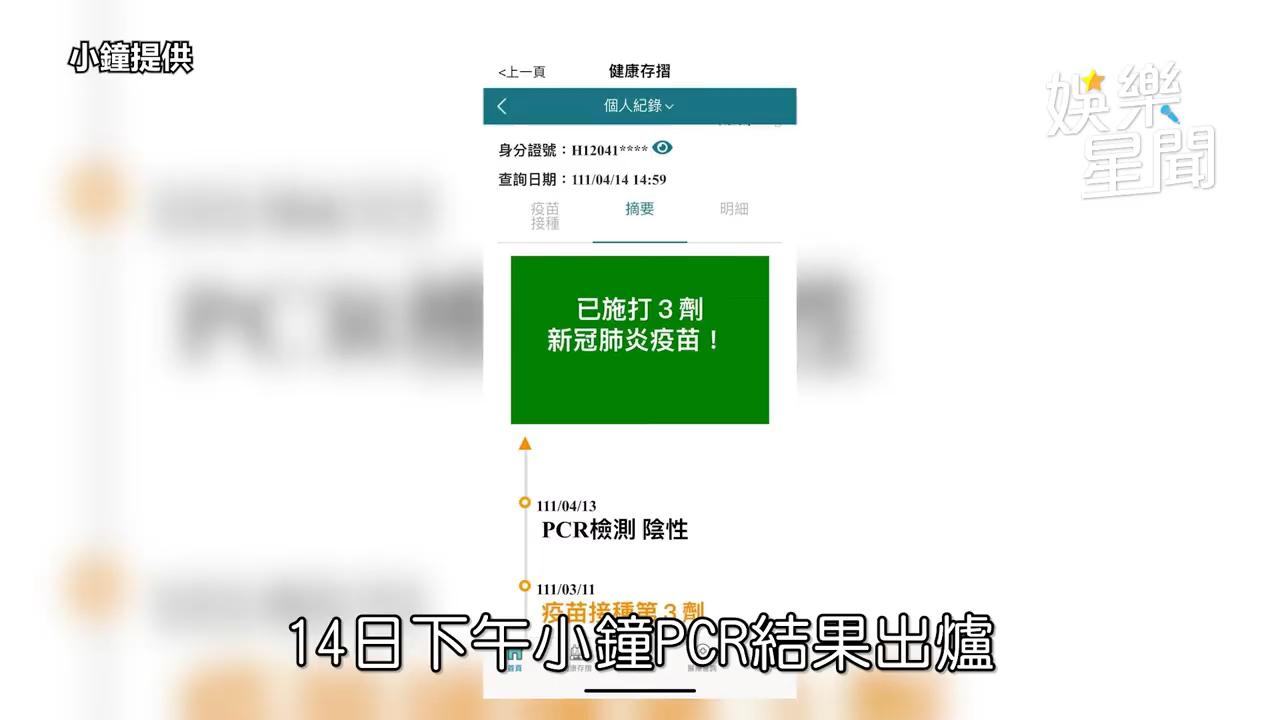 小鐘提供
娛樂
星聞
<上一頁
健康存摺
個人紀錄
身分證號：H12041****
查詢日期：111/04/14 14:59
疫苗
接種
摘要
明細
已施打３劑
新冠肺炎疫苗！
111/04/13
PCR檢測 陰性
111/03/11
疫苗接種第３劑
14日下午小鐘PCR結果出爐
首頁